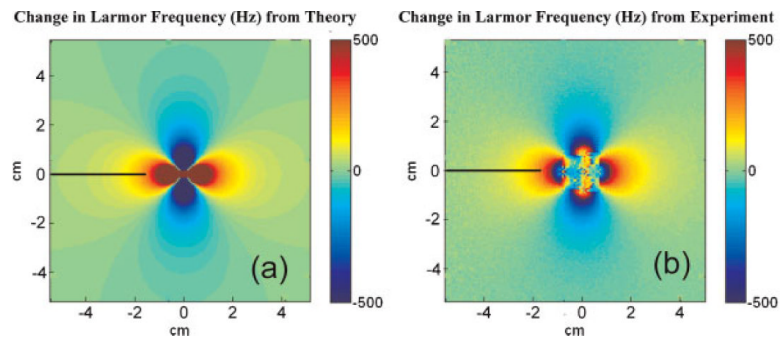 Change in Larmor Frequency (Hz) from Theory
500
0
-500
4
2
0
-2
-4
cm
-4 -2 0 2 4
cm
(a)
Change in Larmor Frequency (Hz) from Experiment
500
0
-500
4
2
0
-2
-4
cm
-4 -2 0 2 4
cm
(b)